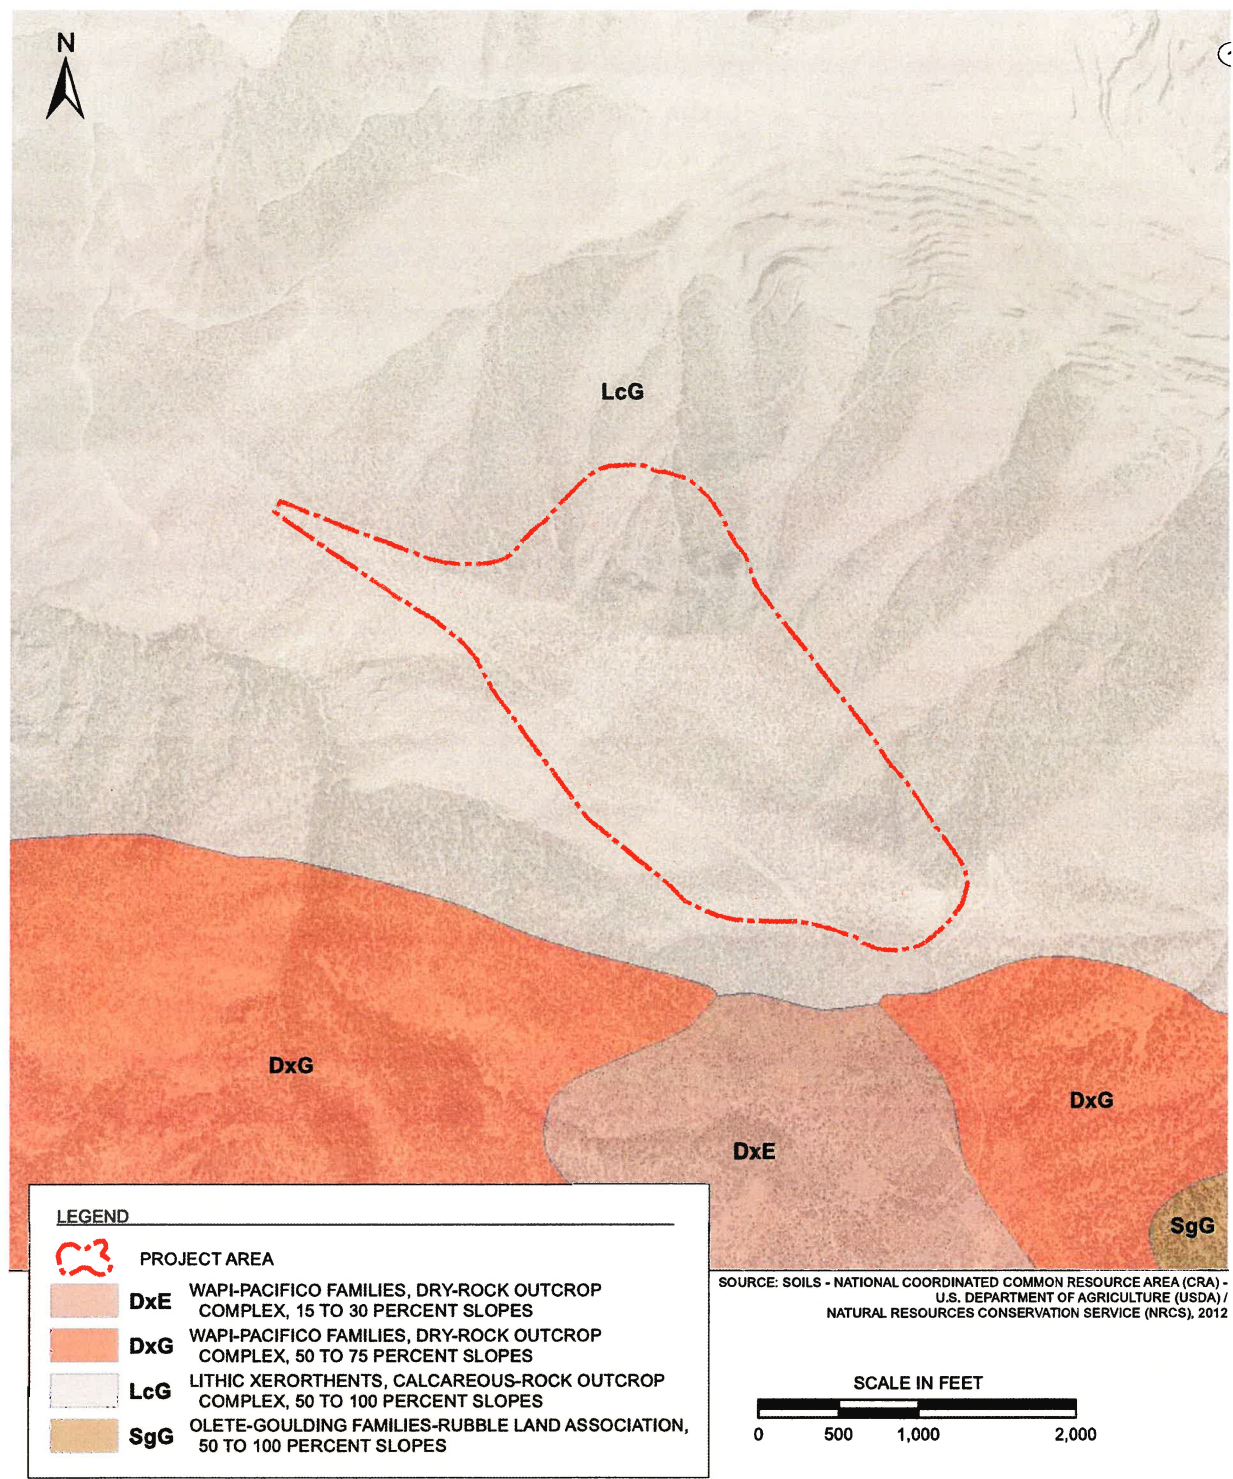 N
LcG
DxG
DxG
DxE
SgG
LEGEND
PROJECT AREA
DxE WAPI-PACIFICO FAMILIES, DRY-ROCK OUTCROP
COMPLEX, 15 TO 30 PERCENT SLOPES
DxG WAPI-PACIFICO FAMILIES, DRY-ROCK OUTCROP
COMPLEX, 50 TO 75 PERCENT SLOPES
LcG LITHIC XERORTHENTS, CALCAREOUS-ROCK OUTCROP
COMPLEX, 50 TO 100 PERCENT SLOPES
SgG OLETE-GOULDING FAMILIES-RUBBLE LAND ASSOCIATION,
50 TO 100 PERCENT SLOPES
SOURCE: SOILS - NATIONAL COORDINATED COMMON RESOURCE AREA (CRA) -
U.S. DEPARTMENT OF AGRICULTURE (USDA) /
NATURAL RESOURCES CONSERVATION SERVICE (NRCS), 2012
SCALE IN FEET
0 500 1,000 2,000